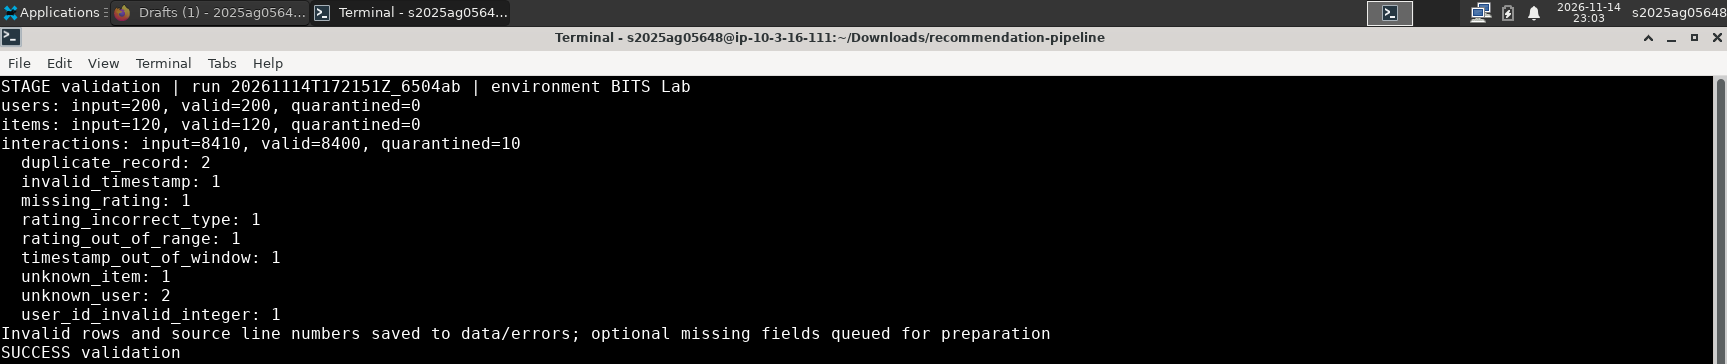 Applications
Drafts (1) - 2025ag0564...
Terminal - s2025ag0564...
2026-11-14
23:03
s2025ag05648
Terminal - s2025ag05648@ip-10-3-16-111:~/Downloads/recommendation-pipeline
File Edit View Terminal Tabs Help
STAGE validation | run 20261114T172151Z_6504ab | environment BITS Lab
users: input=200, valid=200, quarantined=0
items: input=120, valid=120, quarantined=0
interactions: input=8410, valid=8400, quarantined=10
  duplicate_record: 2
  invalid_timestamp: 1
  missing_rating: 1
  rating_incorrect_type: 1
  rating_out_of_range: 1
  timestamp_out_of_window: 1
  unknown_item: 1
  unknown_user: 2
  user_id_invalid_integer: 1
Invalid rows and source line numbers saved to data/errors; optional missing fields queued for preparation
SUCCESS validation